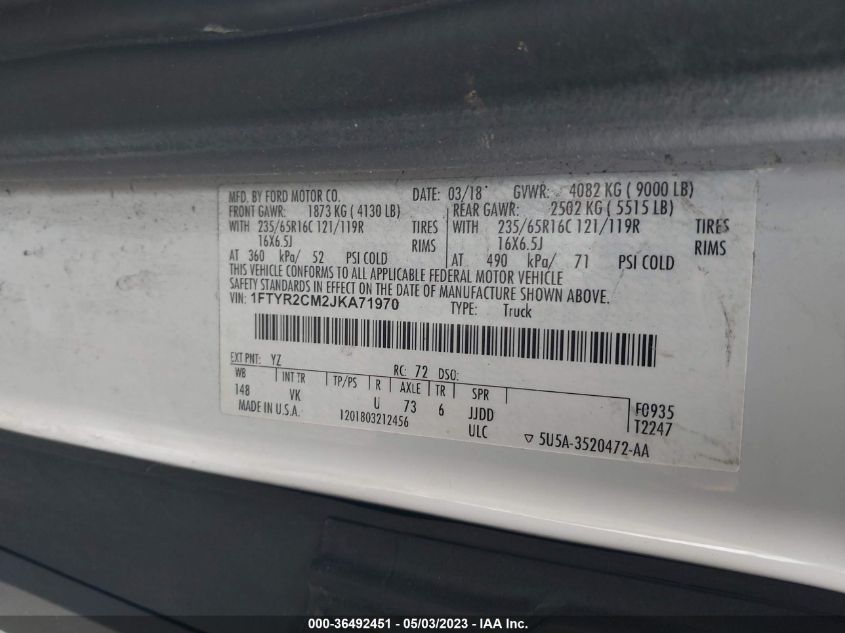 MFD. BY FORD MOTOR CO. DATE: 03/18 GVWR: 4082 KG ( 9000 LB)
FRONT GAWR: 1873 KG ( 4130 LB) REAR GAWR: 2502 KG ( 5515 LB)
WITH 235/65R16C 121/119R TIRES WITH 235/65R16C 121/119R TIRES
16X6.5J RIMS 16X6.5J RIMS
AT 360 kPa/ 52 PSI COLD AT 490 kPa/ 71 PSI COLD
THIS VEHICLE CONFORMS TO ALL APPLICABLE FEDERAL MOTOR VEHICLE
SAFETY STANDARDS IN EFFECT ON THE DATE OF MANUFACTURE SHOWN ABOVE.
VIN: 1FTYR2CM2JKA71970 TYPE: Truck
EXT PNT: YZ RC: 72 DSO:
WB INT TR TP/PS R AXLE TR SPR
148 VK U 73 6 JJDD F0935
MADE IN U.S.A. 1201803212456 ULC T2247
▽ 5U5A-3520472-AA
000-36492451 - 05/03/2023 - IAA Inc.